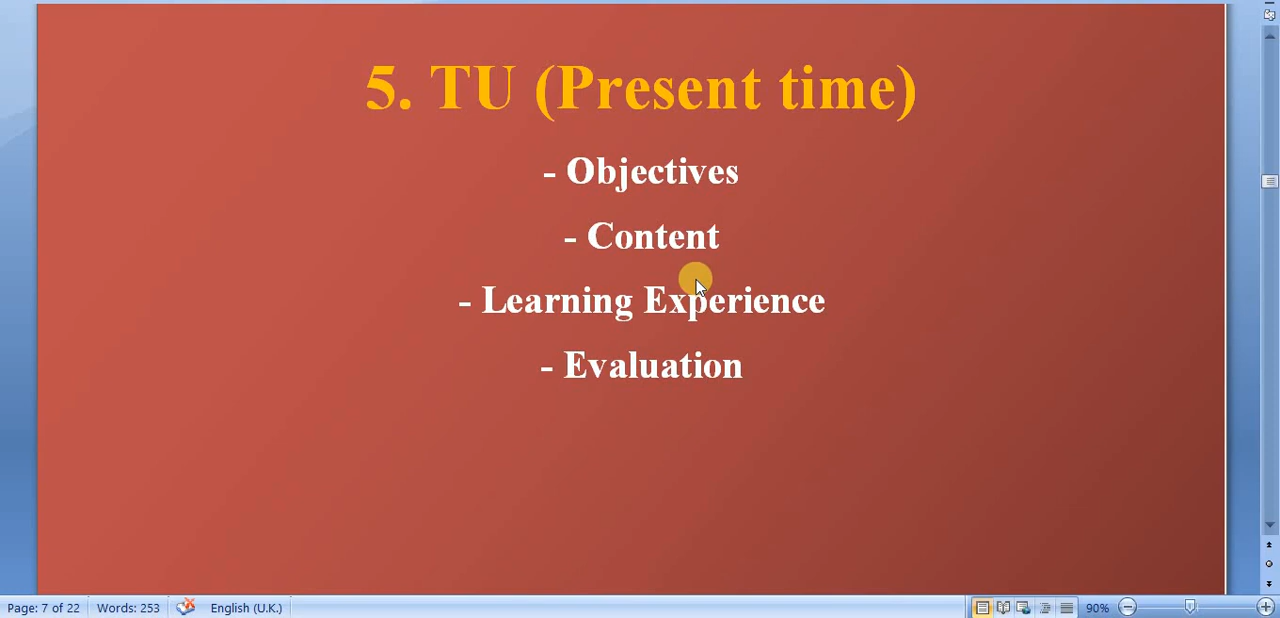 5. TU (Present time)
- Objectives
- Content
- Learning Experience
- Evaluation
Page: 7 of 22 Words: 253 English (U.K.) 90%